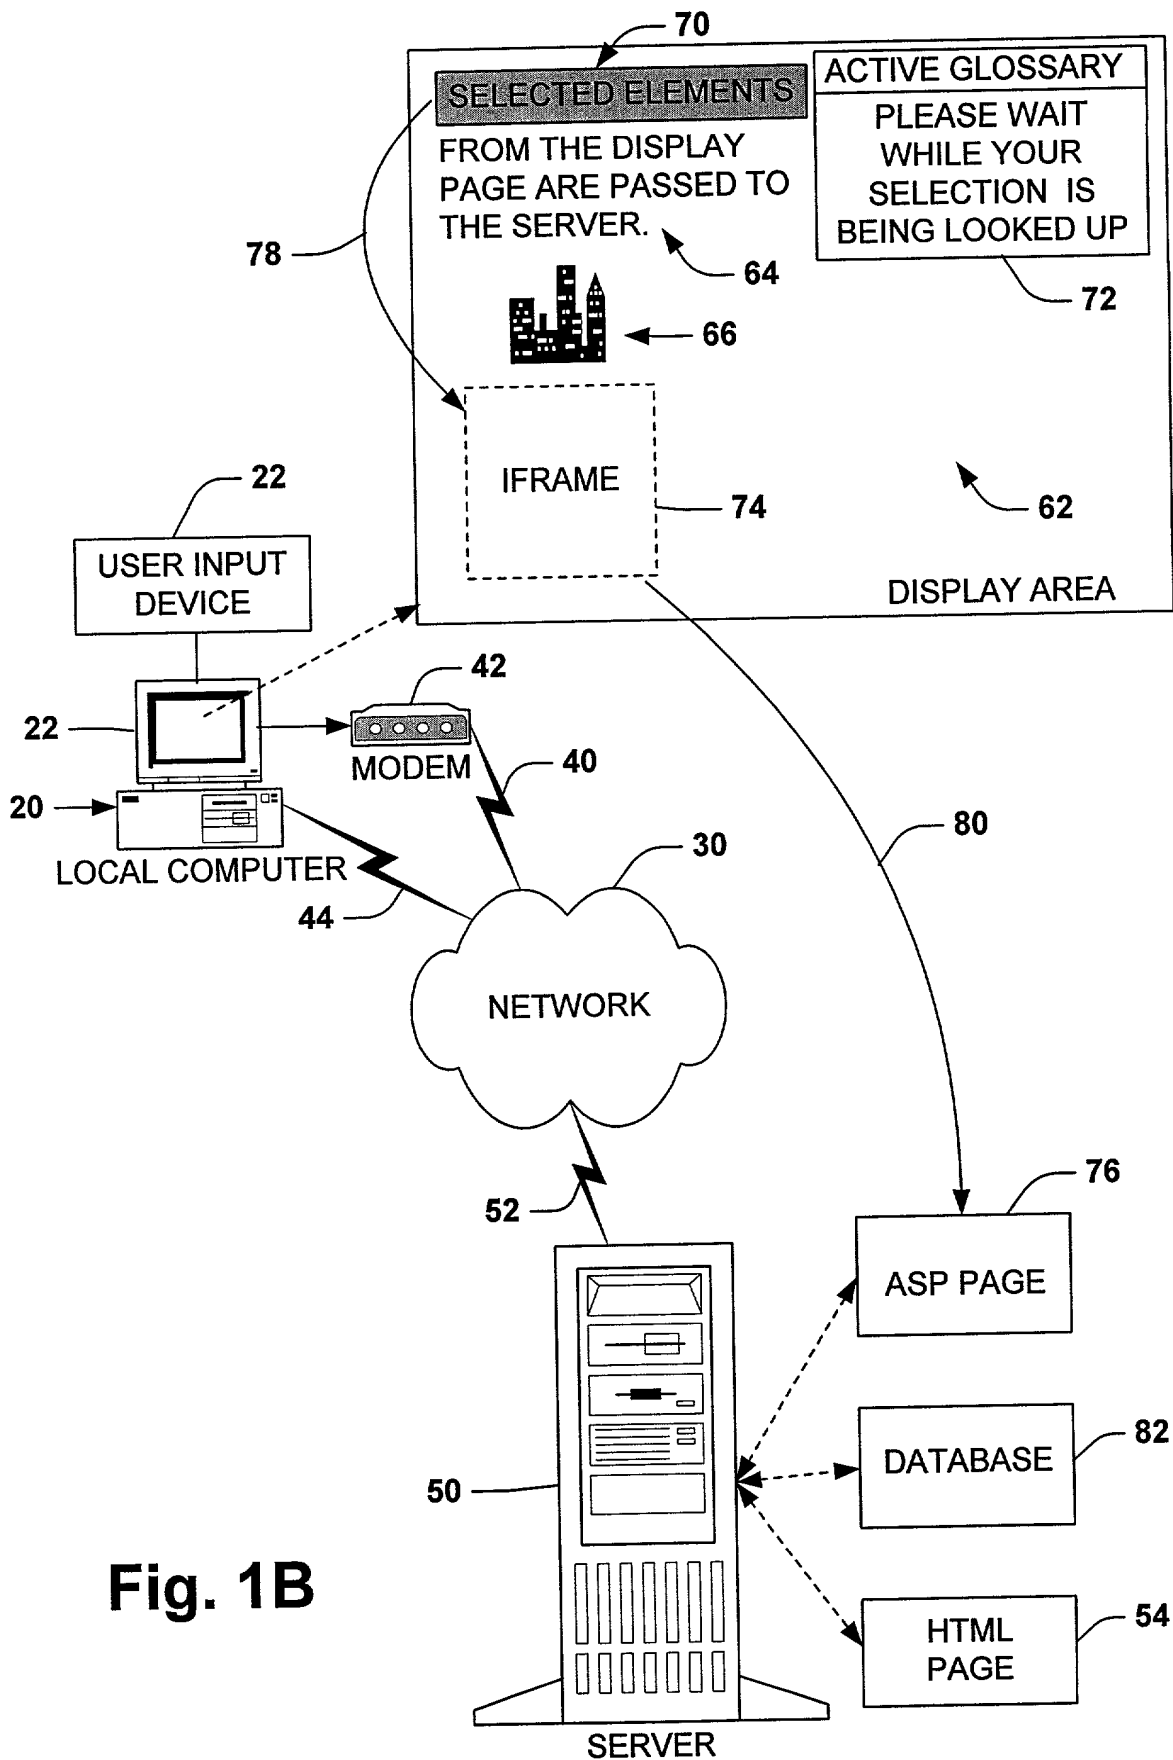 70
SELECTED ELEMENTS
FROM THE DISPLAY
PAGE ARE PASSED TO
THE SERVER.
ACTIVE GLOSSARY
PLEASE WAIT
WHILE YOUR
SELECTION IS
BEING LOOKED UP
78
64
72
66
IFRAME
74
62
DISPLAY AREA
22
USER INPUT
DEVICE
42
22
MODEM
40
20
LOCAL COMPUTER
44
30
80
NETWORK
52
76
ASP PAGE
82
DATABASE
50
54
HTML
PAGE
Fig. 1B
SERVER